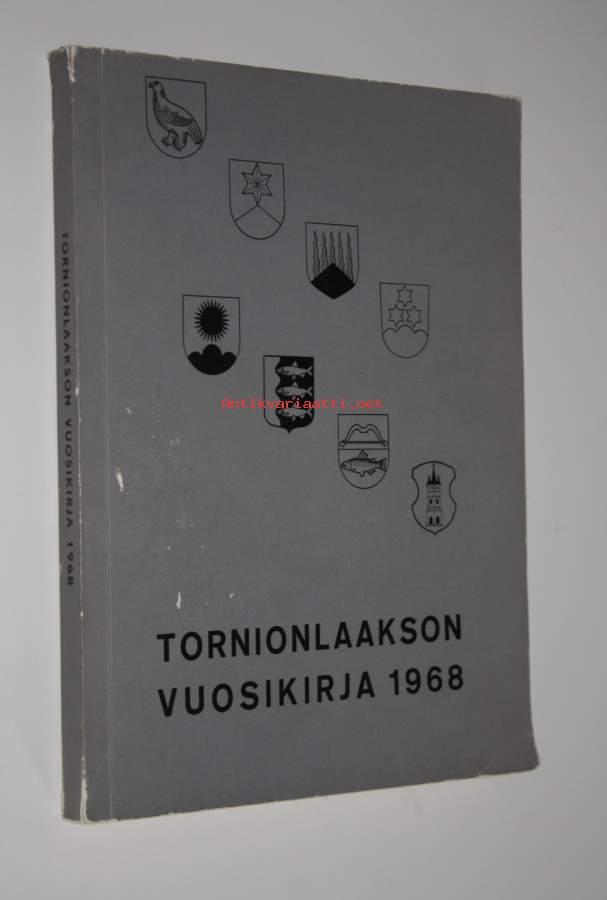 TORNIONLAAKSON VUOSIKIRJA 1968
Antikvariaatti.net
TORNIONLAAKSON
VUOSIKIRJA 1968